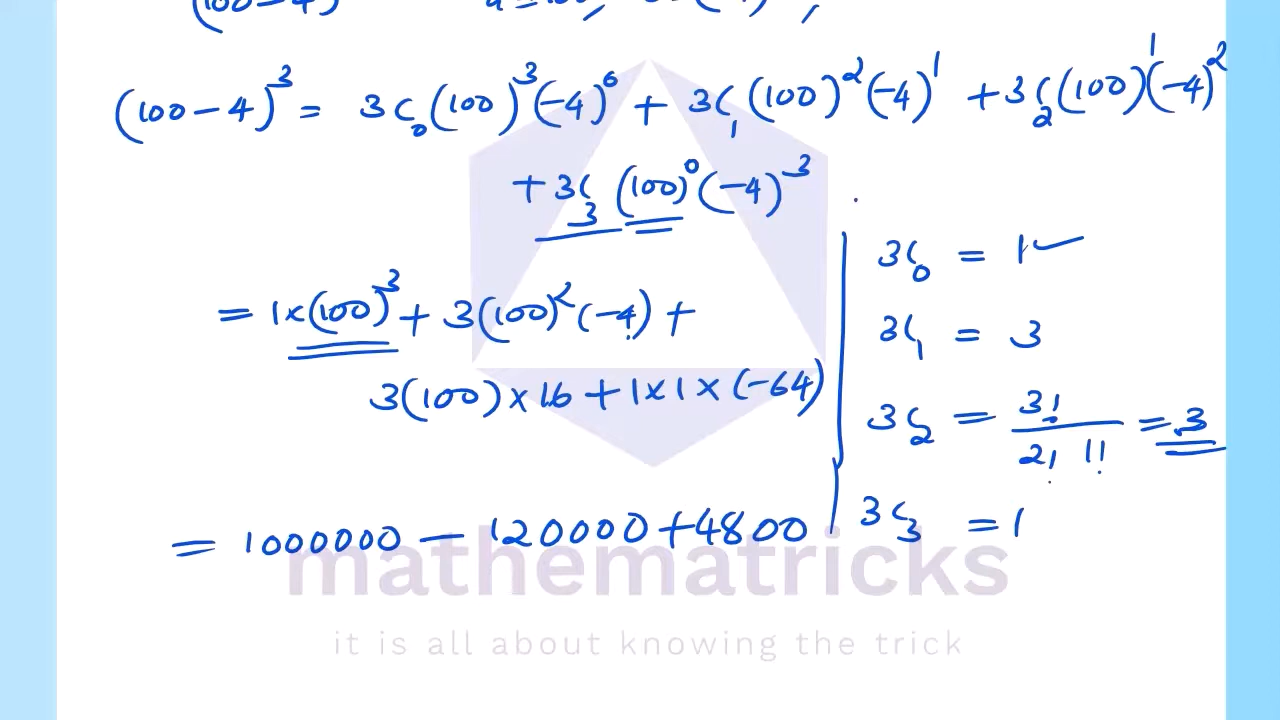 (100 - 4)
(100 - 4)³ = 3C₀ (100)³ (-4)⁰ + 3C₁ (100)² (-4)¹ + 3C₂ (100)¹ (-4)²
+ 3C₃ (100)⁰ (-4)³
3C₀ = 1
= 1 × (100)³ + 3(100)² (-4) +
3C₁ = 3
3(100) × 16 + 1 × 1 × (-64)
3C₂ = 3! / 2! 1! = 3
= 1000000 - 120000 + 4800
3C₃ = 1
mathematricks
it is all about knowing the trick